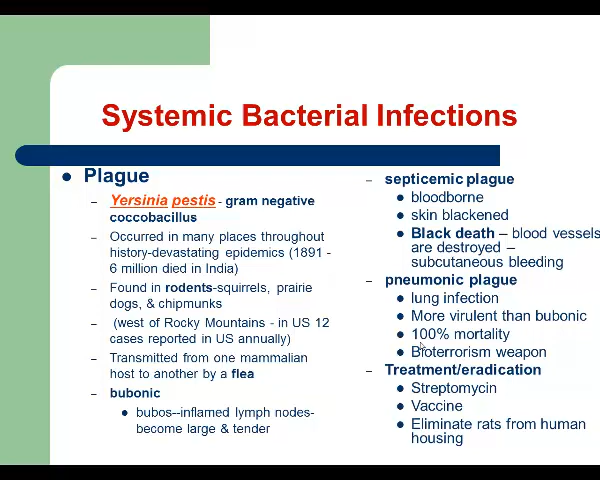 Systemic Bacterial Infections
Plague
– Yersinia pestis - gram negative
coccobacillus
– Occurred in many places throughout
history-devastating epidemics (1891 -
6 million died in India)
– Found in rodents-squirrels, prairie
dogs, & chipmunks
– (west of Rocky Mountains - in US 12
cases reported in US annually)
– Transmitted from one mammalian
host to another by a flea
– bubonic
• bubos--inflamed lymph nodes-
become large & tender
– septicemic plague
• bloodborne
• skin blackened
• Black death – blood vessels
are destroyed –
subcutaneous bleeding
– pneumonic plague
• lung infection
• More virulent than bubonic
• 100% mortality
• Bioterrorism weapon
– Treatment/eradication
• Streptomycin
• Vaccine
• Eliminate rats from human
housing